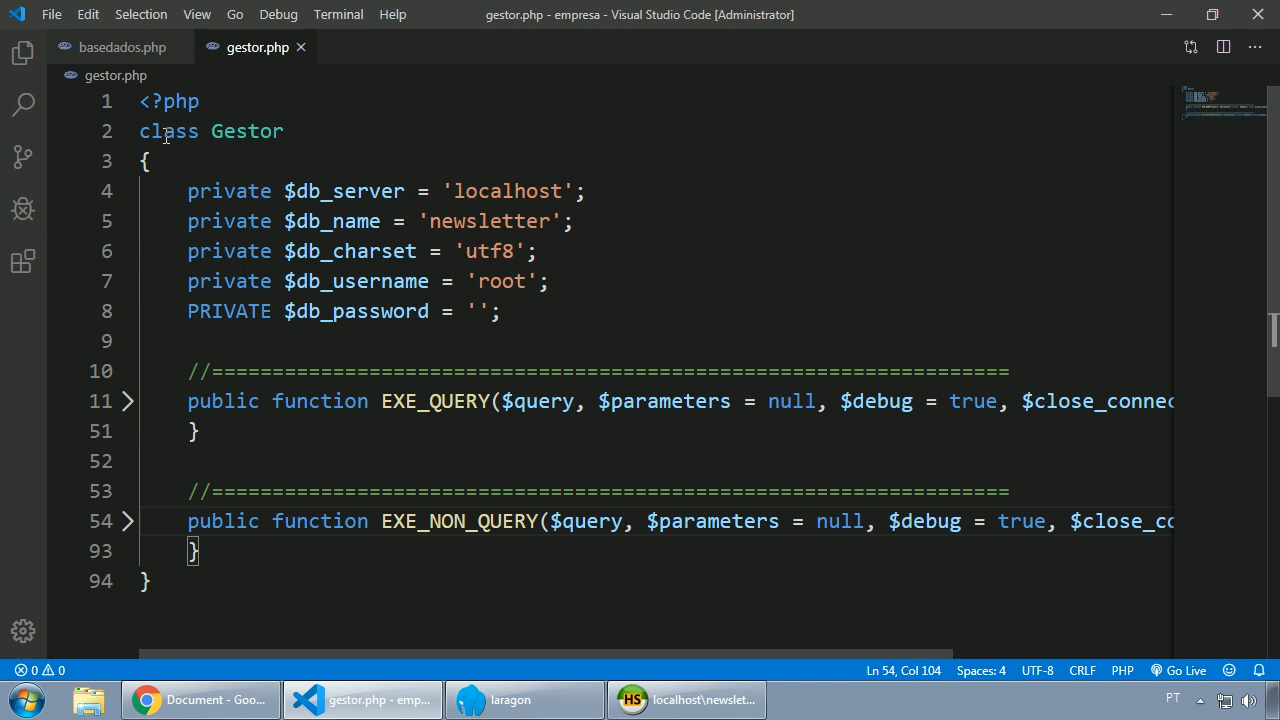 File Edit Selection View Go Debug Terminal Help gestor.php - empresa - Visual Studio Code [Administrator]
basedados.php gestor.php
gestor.php
1 <?php
2 class Gestor
3 {
4 private $db_server = 'localhost';
5 private $db_name = 'newsletter';
6 private $db_charset = 'utf8';
7 private $db_username = 'root';
8 PRIVATE $db_password = '';
9
10 //==================================================================
11 public function EXE_QUERY($query, $parameters = null, $debug = true, $close_connec
51 }
52
53 //==================================================================
54 public function EXE_NON_QUERY($query, $parameters = null, $debug = true, $close_co
93 }
94 }
0 0 Ln 54, Col 104 Spaces: 4 UTF-8 CRLF PHP Go Live
Document - Goo... gestor.php - emp... laragon HS localhost\newslet... PT